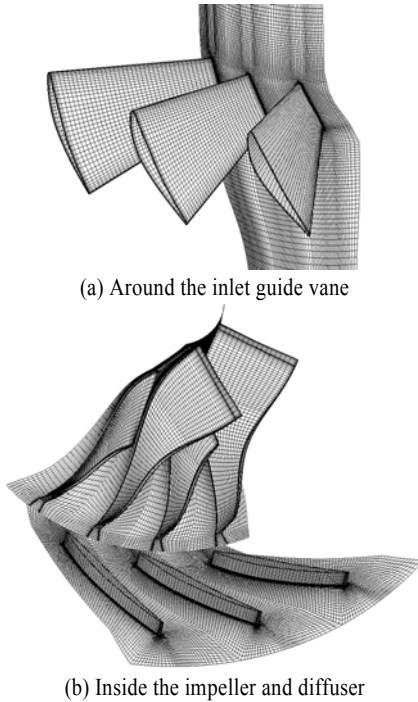 (a) Around the inlet guide vane
(b) Inside the impeller and diffuser